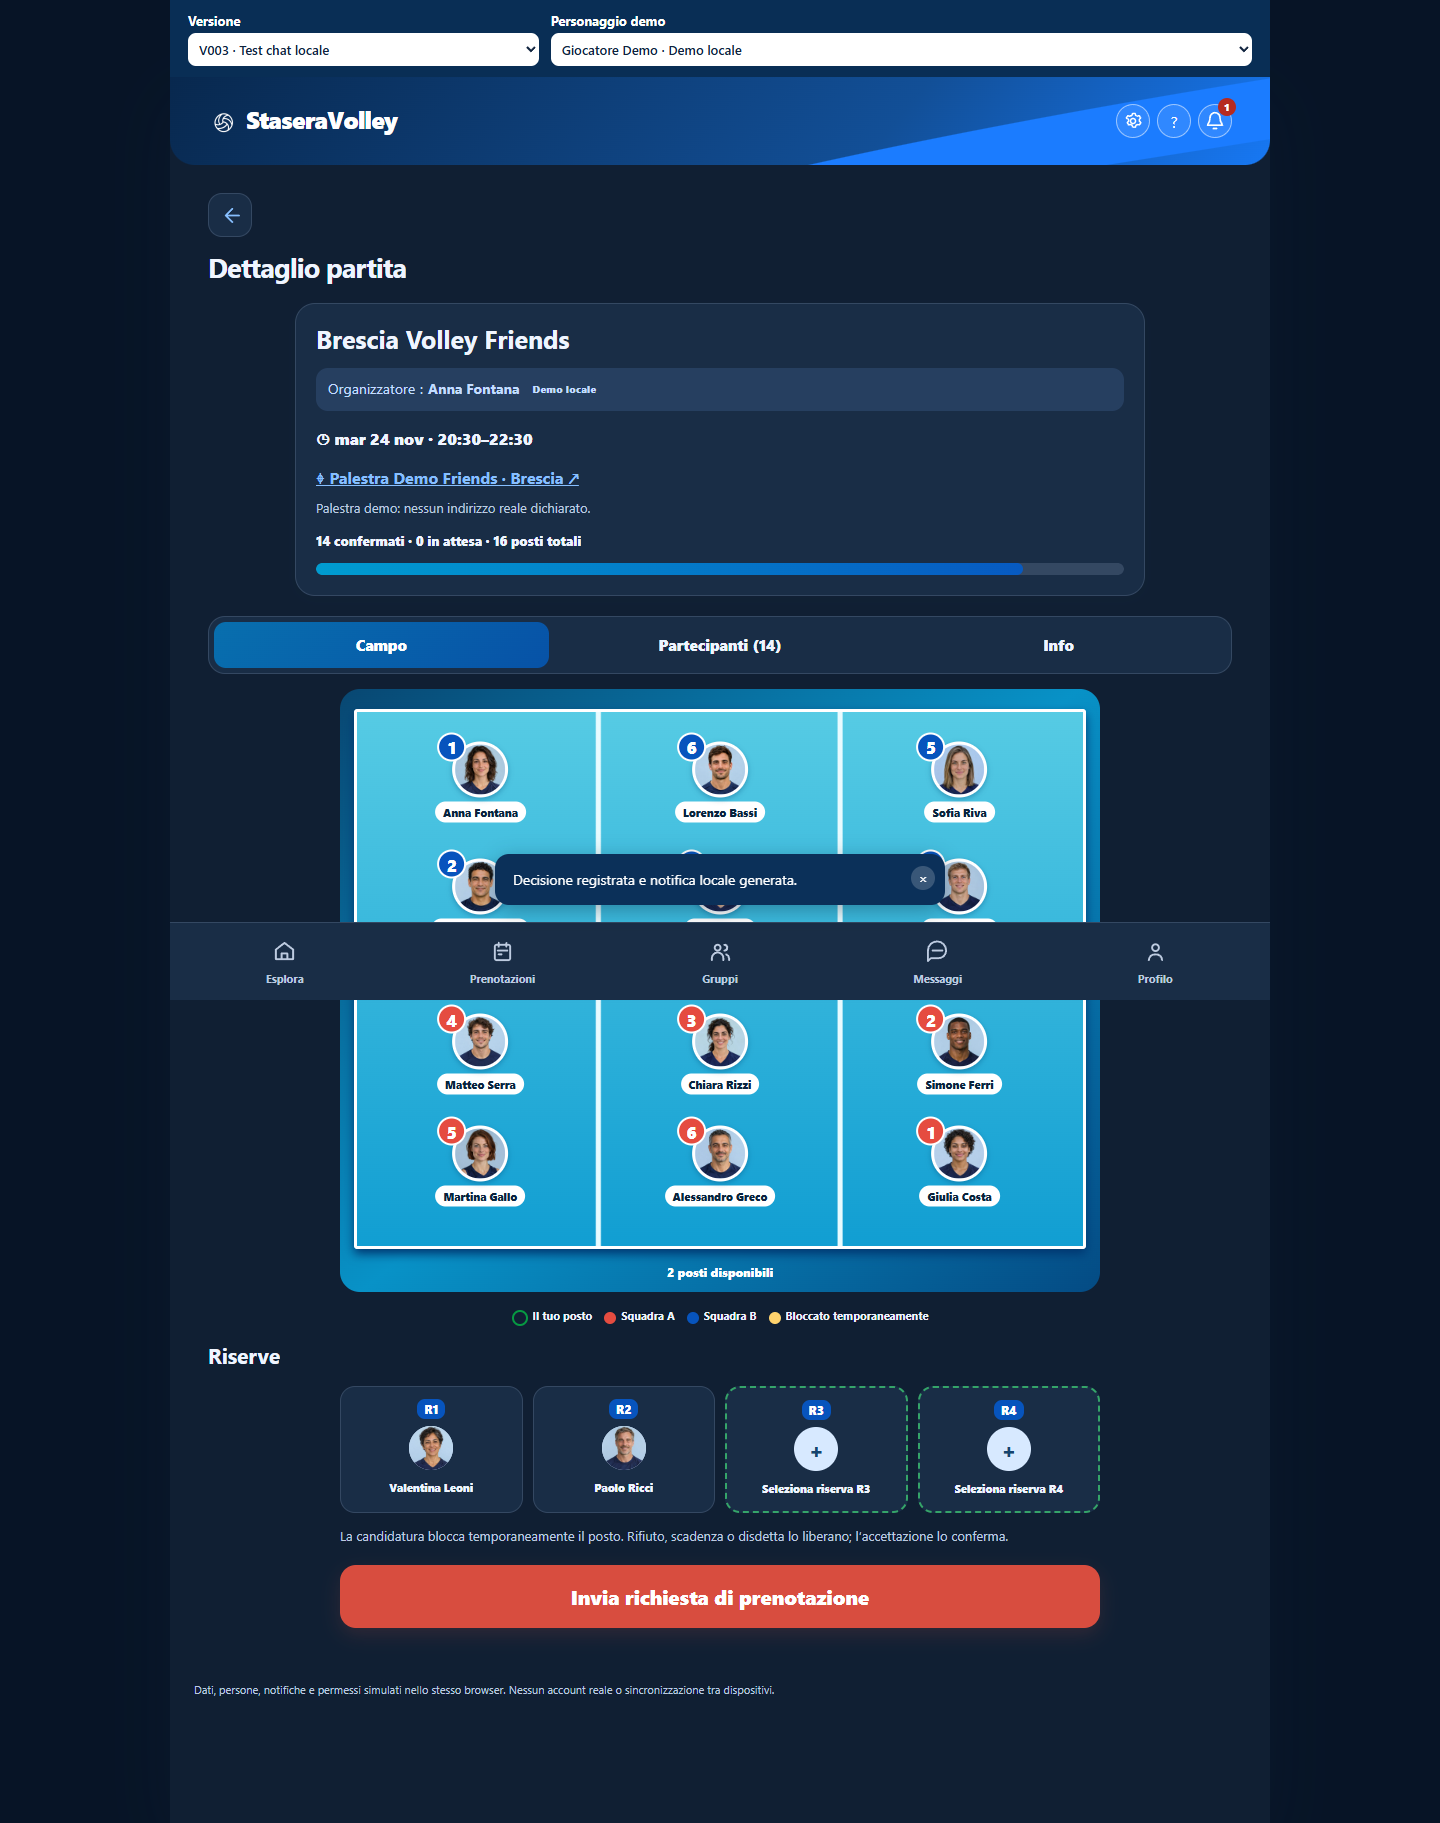 Versione
Personaggio demo
V003 · Test chat locale
Giocatore Demo · Demo locale
StaseraVolley
?
1
Dettaglio partita
Brescia Volley Friends
Organizzatore : Anna Fontana Demo locale
mar 24 nov · 20:30–22:30
Palestra Demo Friends · Brescia ↗
Palestra demo: nessun indirizzo reale dichiarato.
14 confermati · 0 in attesa · 16 posti totali
Campo
Partecipanti (14)
Info
1
6
5
Anna Fontana
Lorenzo Bassi
Sofia Riva
2
Decisione registrata e notifica locale generata.
×
Esplora
Prenotazioni
Gruppi
Messaggi
Profilo
4
3
2
Matteo Serra
Chiara Rizzi
Simone Ferri
5
6
1
Martina Gallo
Alessandro Greco
Giulia Costa
2 posti disponibili
Il tuo posto
Squadra A
Squadra B
Bloccato temporaneamente
Riserve
R1
R2
R3
R4
+
+
Valentina Leoni
Paolo Ricci
Seleziona riserva R3
Seleziona riserva R4
La candidatura blocca temporaneamente il posto. Rifiuto, scadenza o disdetta lo liberano; l'accettazione lo conferma.
Invia richiesta di prenotazione
Dati, persone, notifiche e permessi simulati nello stesso browser. Nessun account reale o sincronizzazione tra dispositivi.